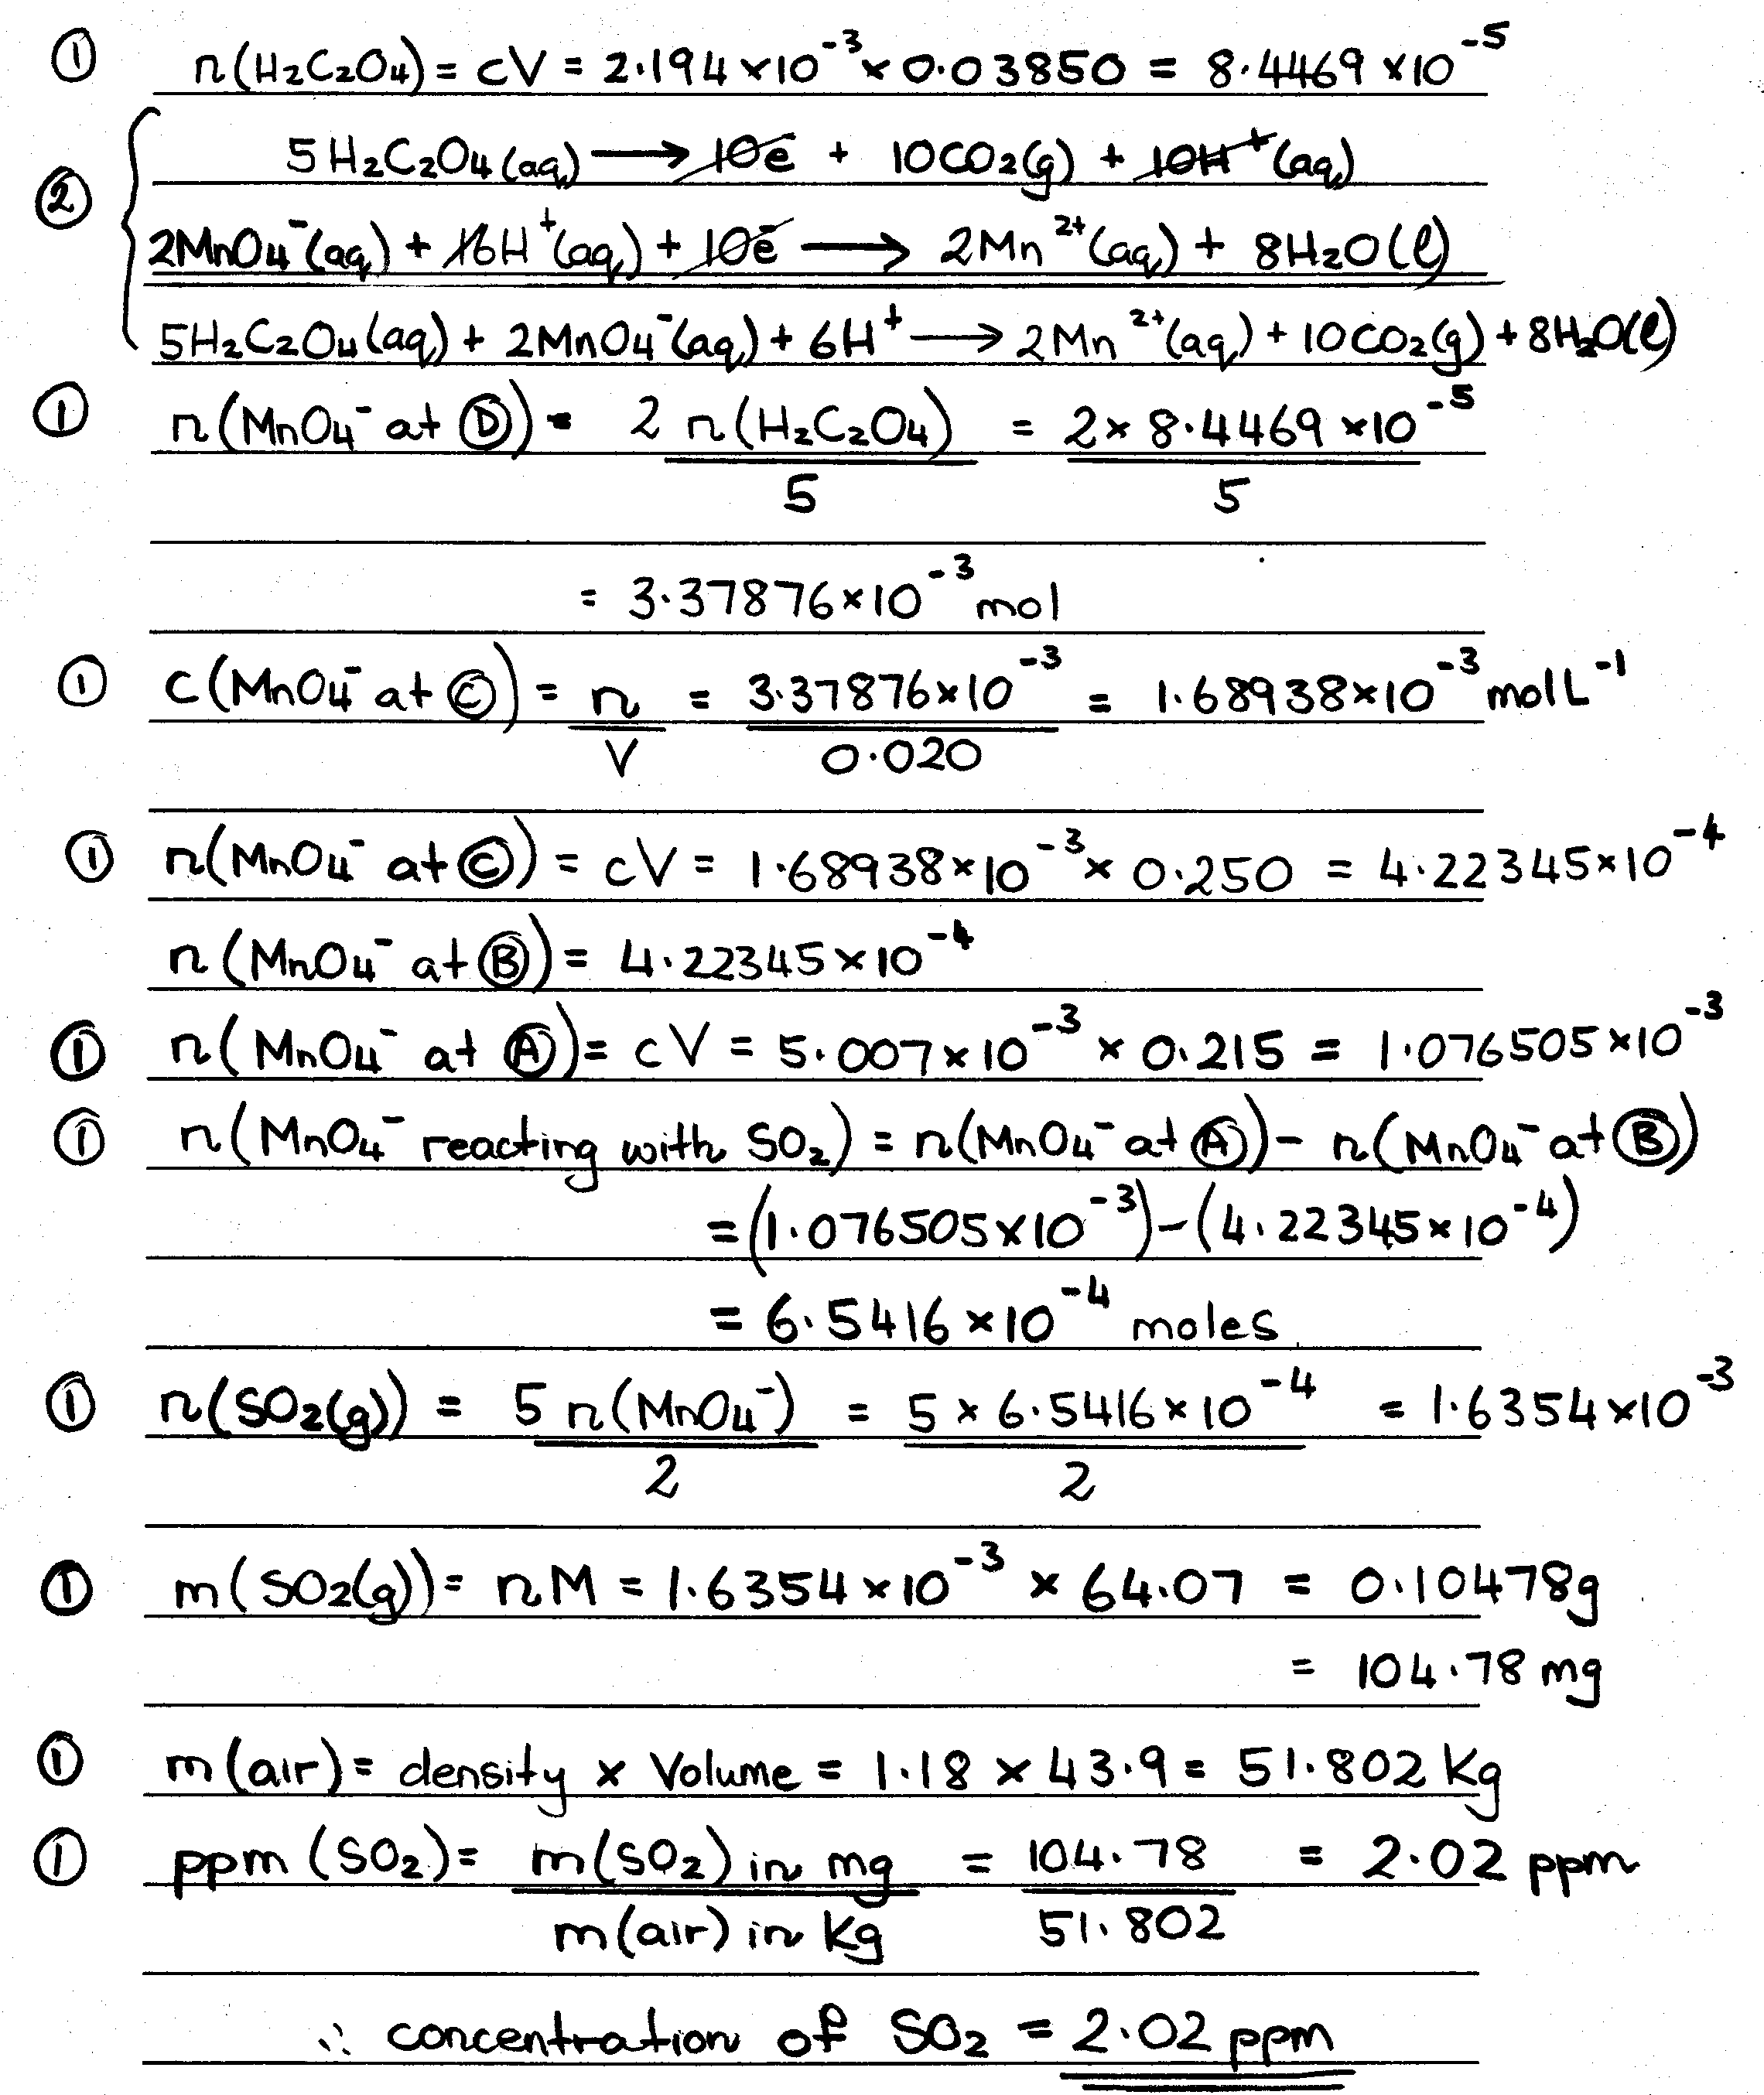 ① n(H₂C₂O₄) = cV = 2.194 × 10⁻³ × 0.03850 = 8.4469 × 10⁻⁵
② 5H₂C₂O₄(aq) → 10e⁻ + 10CO₂(g) + 10H⁺(aq)
2MnO₄⁻(aq) + 16H⁺(aq) + 10e⁻ → 2Mn²⁺(aq) + 8H₂O(l)
5H₂C₂O₄(aq) + 2MnO₄⁻(aq) + 6H⁺ → 2Mn²⁺(aq) + 10CO₂(g) + 8H₂O(l)
① n(MnO₄⁻ at Ⓓ) = 2 n(H₂C₂O₄) = 2 × 8.4469 × 10⁻⁵
5 5
= 3.37876 × 10⁻³ mol
① c(MnO₄⁻ at Ⓒ) = n = 3.37876 × 10⁻³ = 1.68938 × 10⁻³ mol L⁻¹
V 0.020
① n(MnO₄⁻ at Ⓒ) = cV = 1.68938 × 10⁻³ × 0.250 = 4.22345 × 10⁻⁴
n(MnO₄⁻ at Ⓑ) = 4.22345 × 10⁻⁴
① n(MnO₄⁻ at Ⓐ) = cV = 5.007 × 10⁻³ × 0.215 = 1.076505 × 10⁻³
① n(MnO₄⁻ reacting with SO₂) = n(MnO₄⁻ at Ⓐ) − n(MnO₄⁻ at Ⓑ)
= (1.076505 × 10⁻³) − (4.22345 × 10⁻⁴)
= 6.5416 × 10⁻⁴ moles
① n(SO₂(g)) = 5 n(MnO₄⁻) = 5 × 6.5416 × 10⁻⁴ = 1.6354 × 10⁻³
2 2
① m(SO₂(g)) = nM = 1.6354 × 10⁻³ × 64.07 = 0.10478g
= 104.78 mg
① m(air) = density × Volume = 1.18 × 43.9 = 51.802 Kg
① ppm (SO₂) = m(SO₂) in mg = 104.78 = 2.02 ppm
m(air) in Kg 51.802
∴ concentration of SO₂ = 2.02 ppm